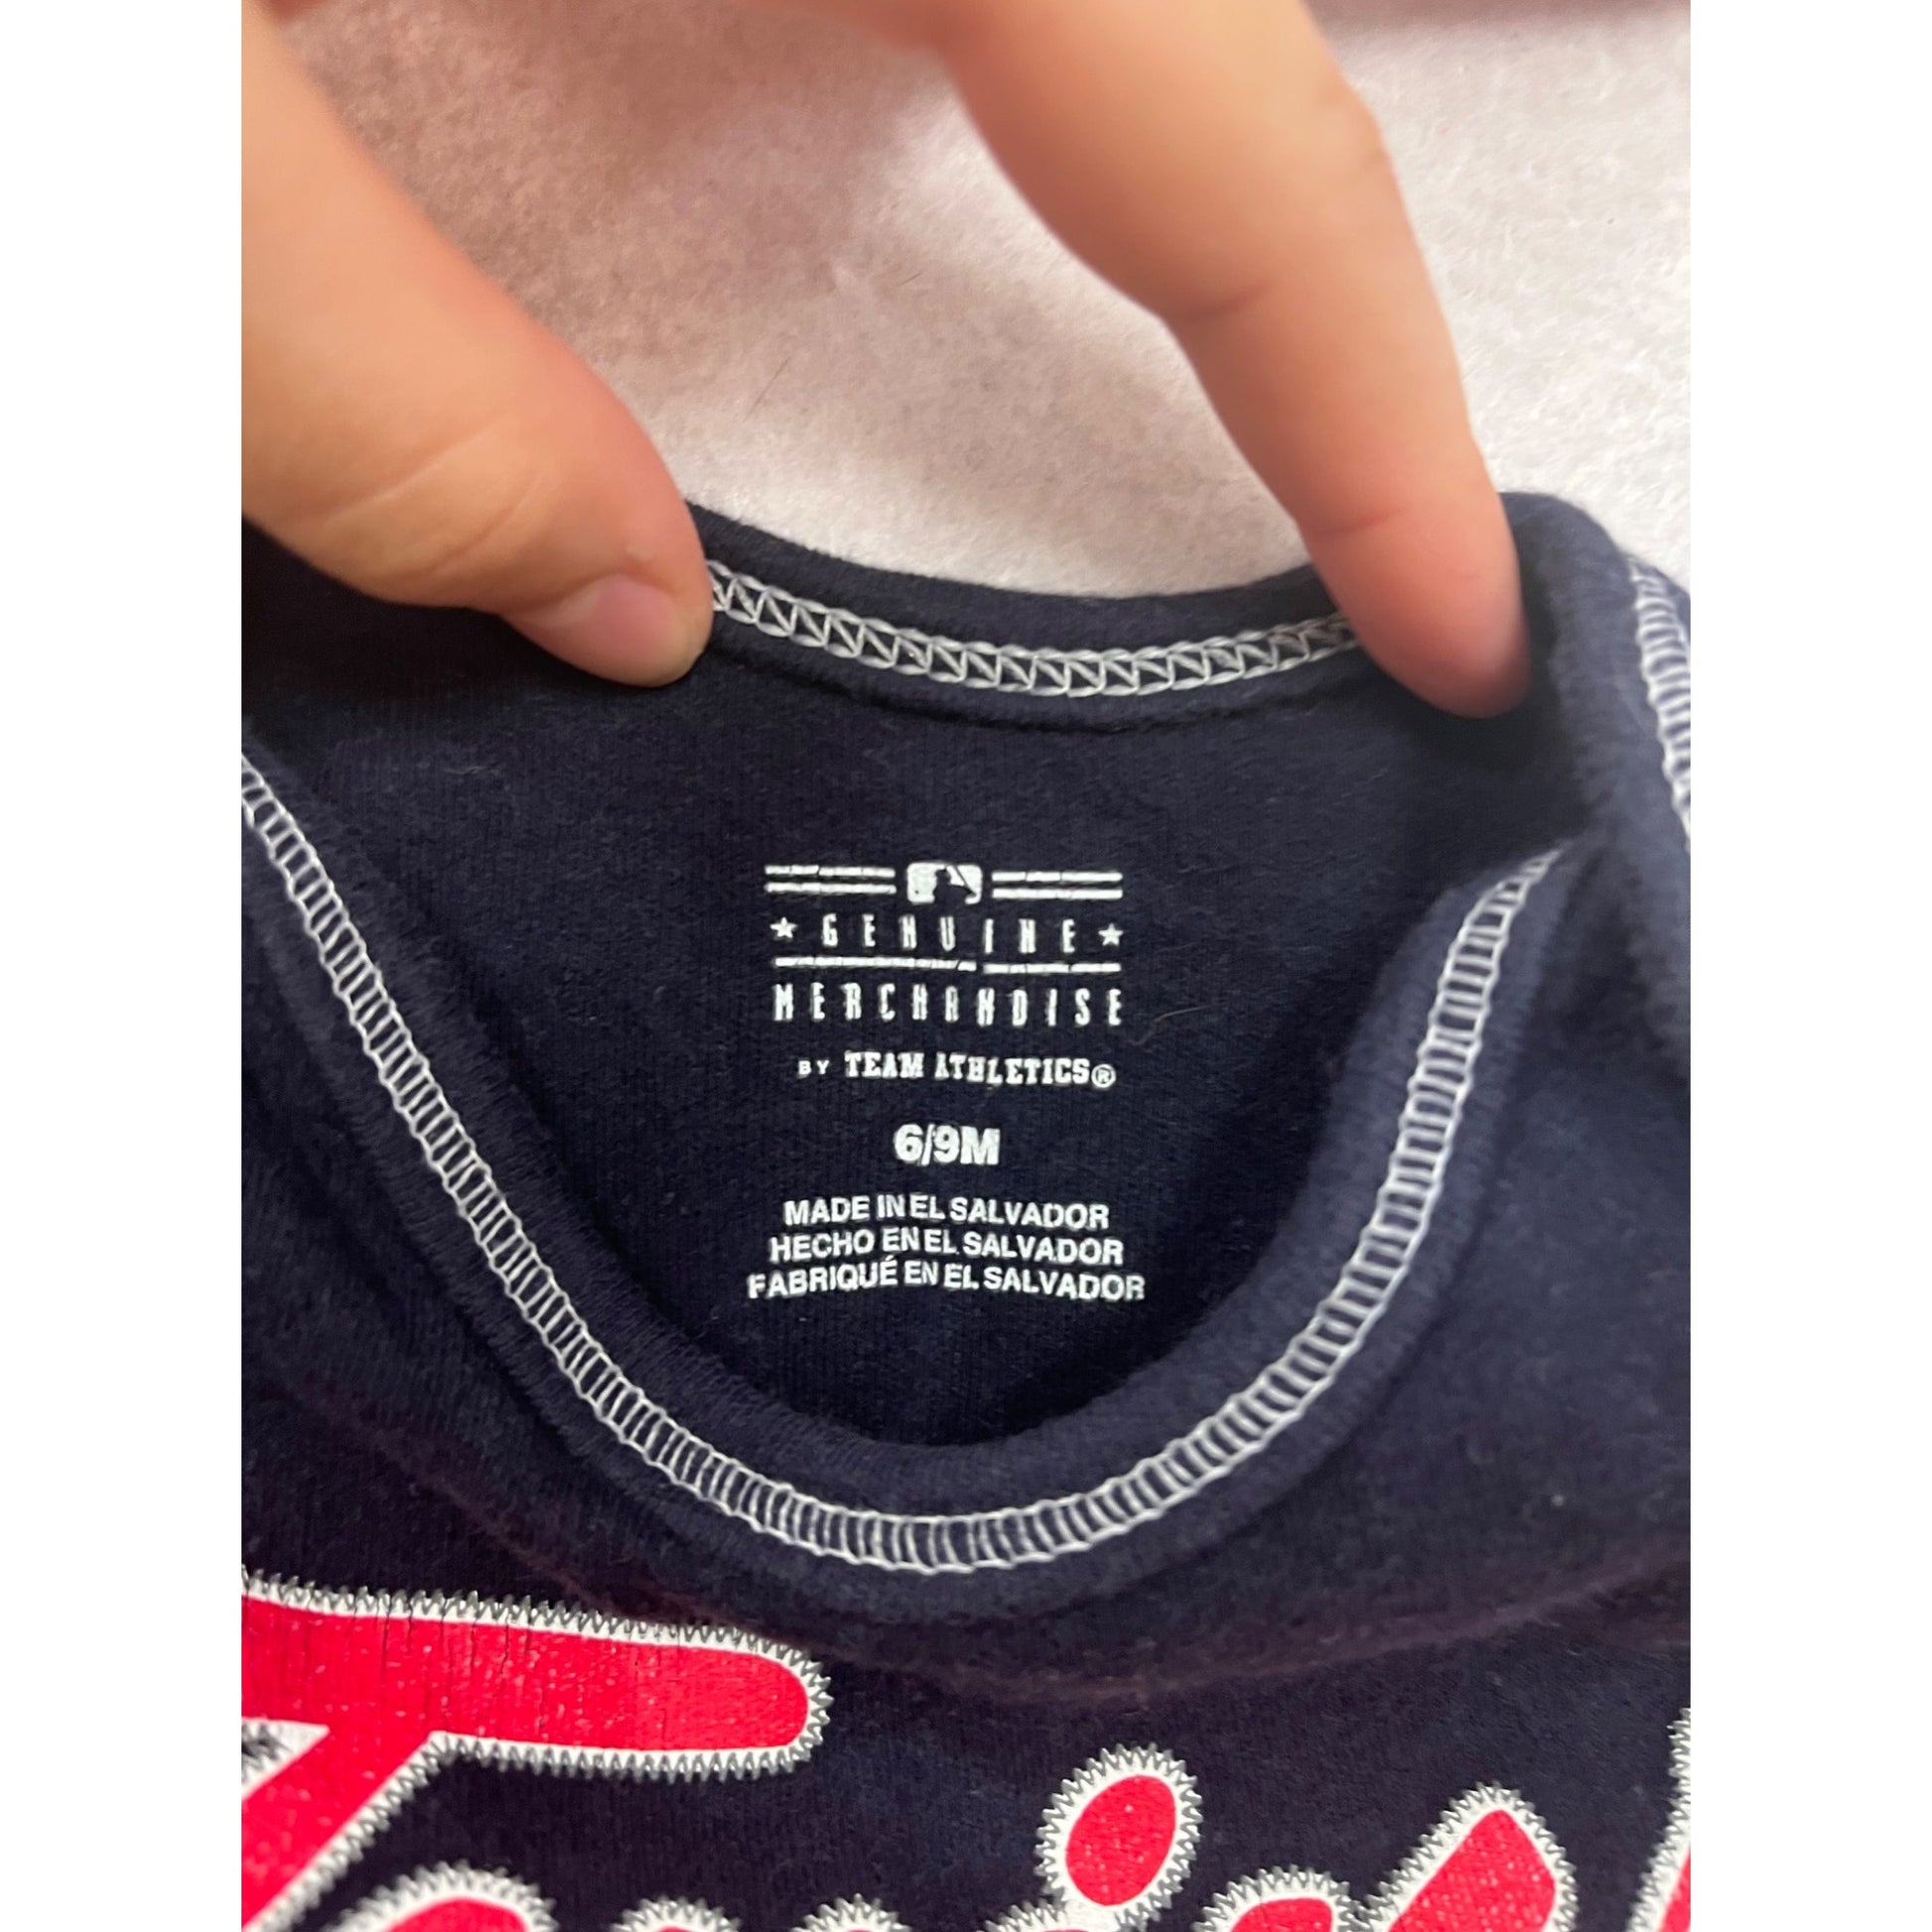 GENUINE
MERCHANDISE
BY TEAM ATHLETICS®
6/9M
MADE IN EL SALVADOR
HECHO EN EL SALVADOR
FABRIQUÉ EN EL SALVADOR